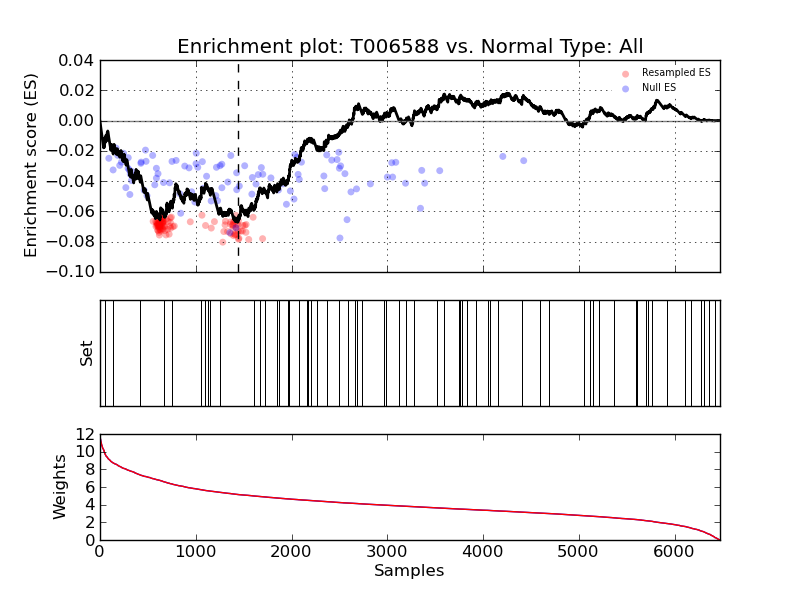 Enrichment plot: T006588 vs. Normal Type: All
Enrichment score (ES)
0.04
0.02
0.00
−0.02
−0.04
−0.06
−0.08
−0.10
Resampled ES
Null ES
Set
Weights
12
10
8
6
4
2
0
0 1000 2000 3000 4000 5000 6000
Samples